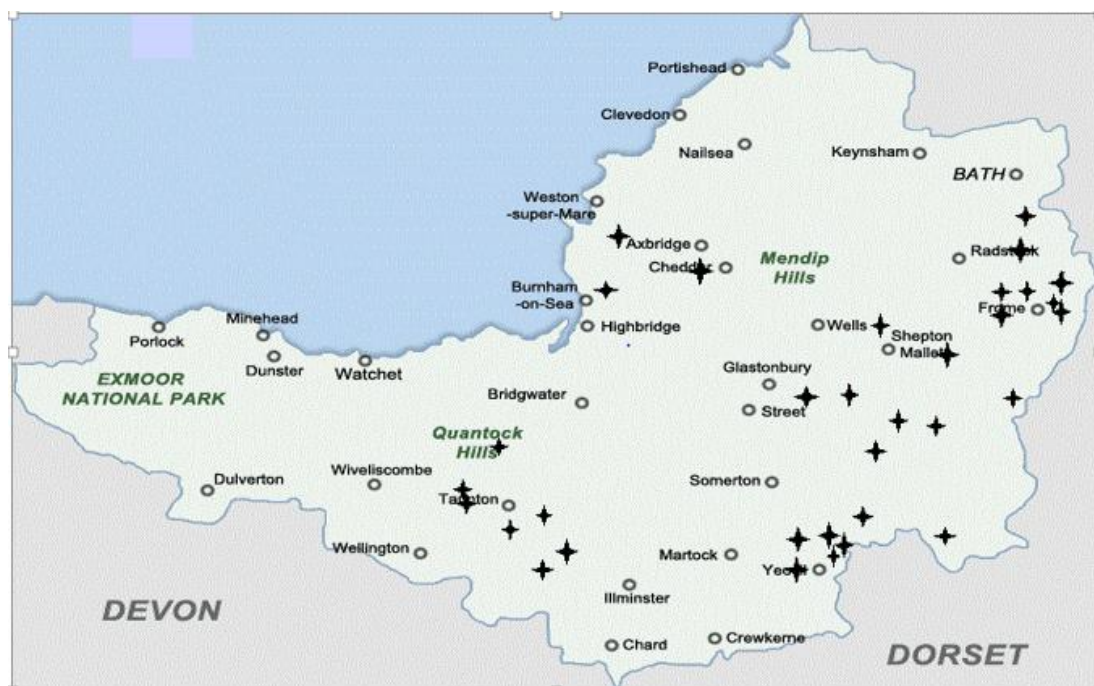 Portishead
Clevedon
Nailsea
Keynsham
BATH
Weston
-super-Mare
Axbridge
Radstock
Cheddar
Mendip
Hills
Burnham
-on-Sea
Frome
Highbridge
Minehead
Porlock
Wells
Shepton
Mallet
Dunster
Watchet
Glastonbury
EXMOOR
NATIONAL PARK
Bridgwater
Street
Quantock
Hills
Wiveliscombe
Dulverton
Somerton
Taunton
Wellington
Martock
Yeovil
Illminster
DEVON
Chard
Crewkerne
DORSET